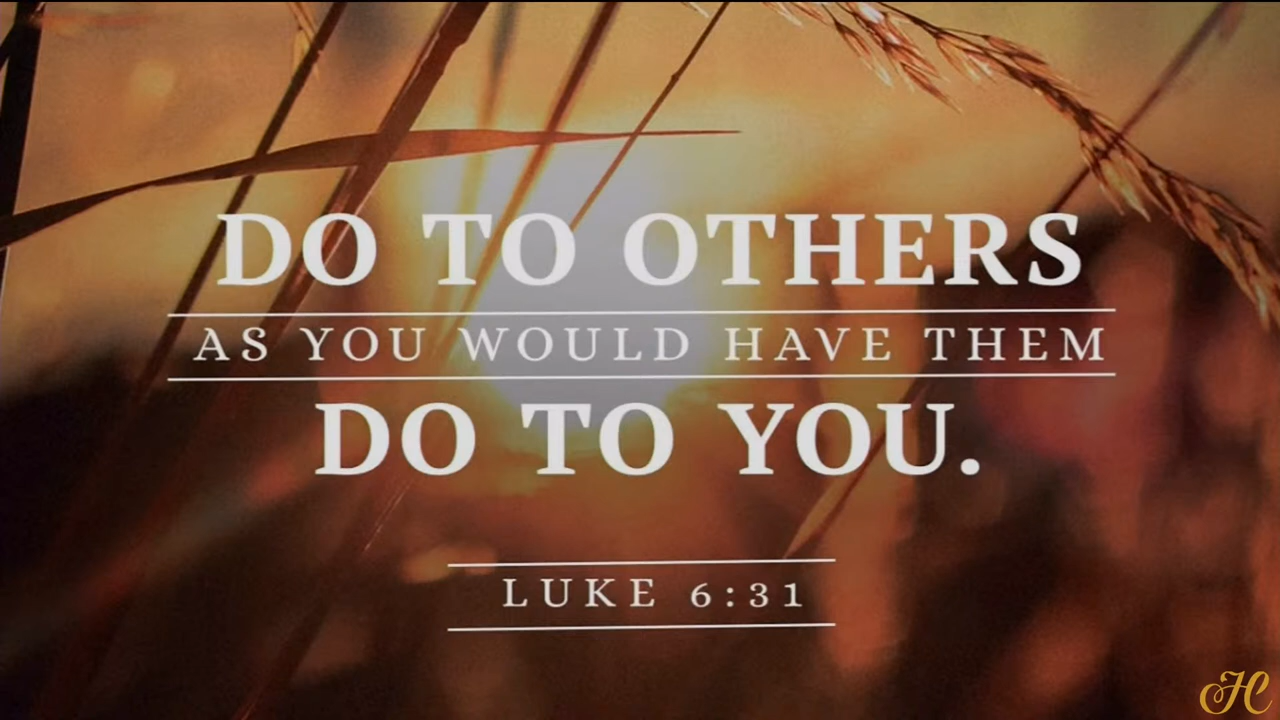 DO TO OTHERS
AS YOU WOULD HAVE THEM
DO TO YOU.
LUKE 6:31